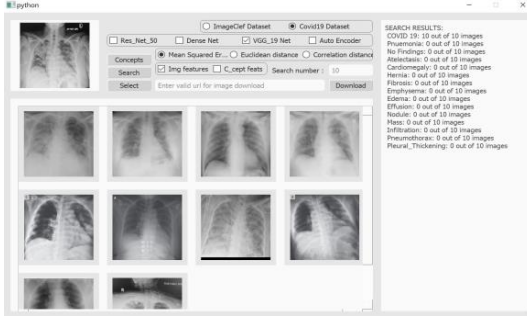 python
ImageClef Dataset Covid19 Dataset
Res_Net_50 Dense Net VGG_19 Net Auto Encoder
Concepts
Mean Squared Er... Euclidean distance Correlation distance
Search
Img features C_cept feats Search number : 10
Select
Enter valid url for image download Download
SEARCH RESULTS:
COVID 19: 10 out of 10 images
Pnuemonia: 0 out of 10 images
No Findings: 0 out of 10 images
Atelectasis: 0 out of 10 images
Cardiomegaly: 0 out of 10 images
Hernia: 0 out of 10 images
Fibrosis: 0 out of 10 images
Emphysema: 0 out of 10 images
Edema: 0 out of 10 images
Effusion: 0 out of 10 images
Nodule: 0 out of 10 images
Mass: 0 out of 10 images
Infiltration: 0 out of 10 images
Pneumothorax: 0 out of 10 images
Pleural_Thickening: 0 out of 10 images